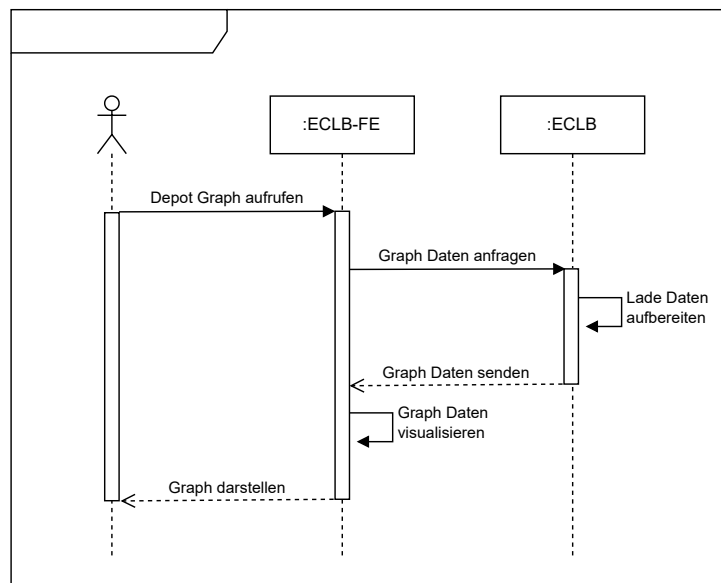 :ECLB-FE
:ECLB
Depot Graph aufrufen
Graph Daten anfragen
Lade Daten
aufbereiten
Graph Daten senden
Graph Daten
visualisieren
Graph darstellen